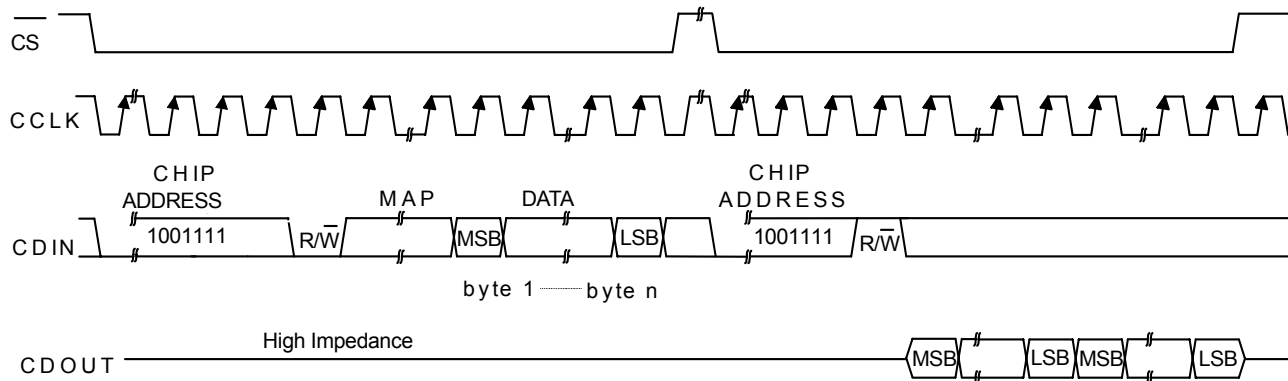 C̅S̅
CCLK
CHIP
ADDRESS
MAP
DATA
CHIP
ADDRESS
CDIN
1001111
R/W̅
MSB
LSB
1001111
R/W̅
byte 1
byte n
High Impedance
CDOUT
MSB
LSB
MSB
LSB